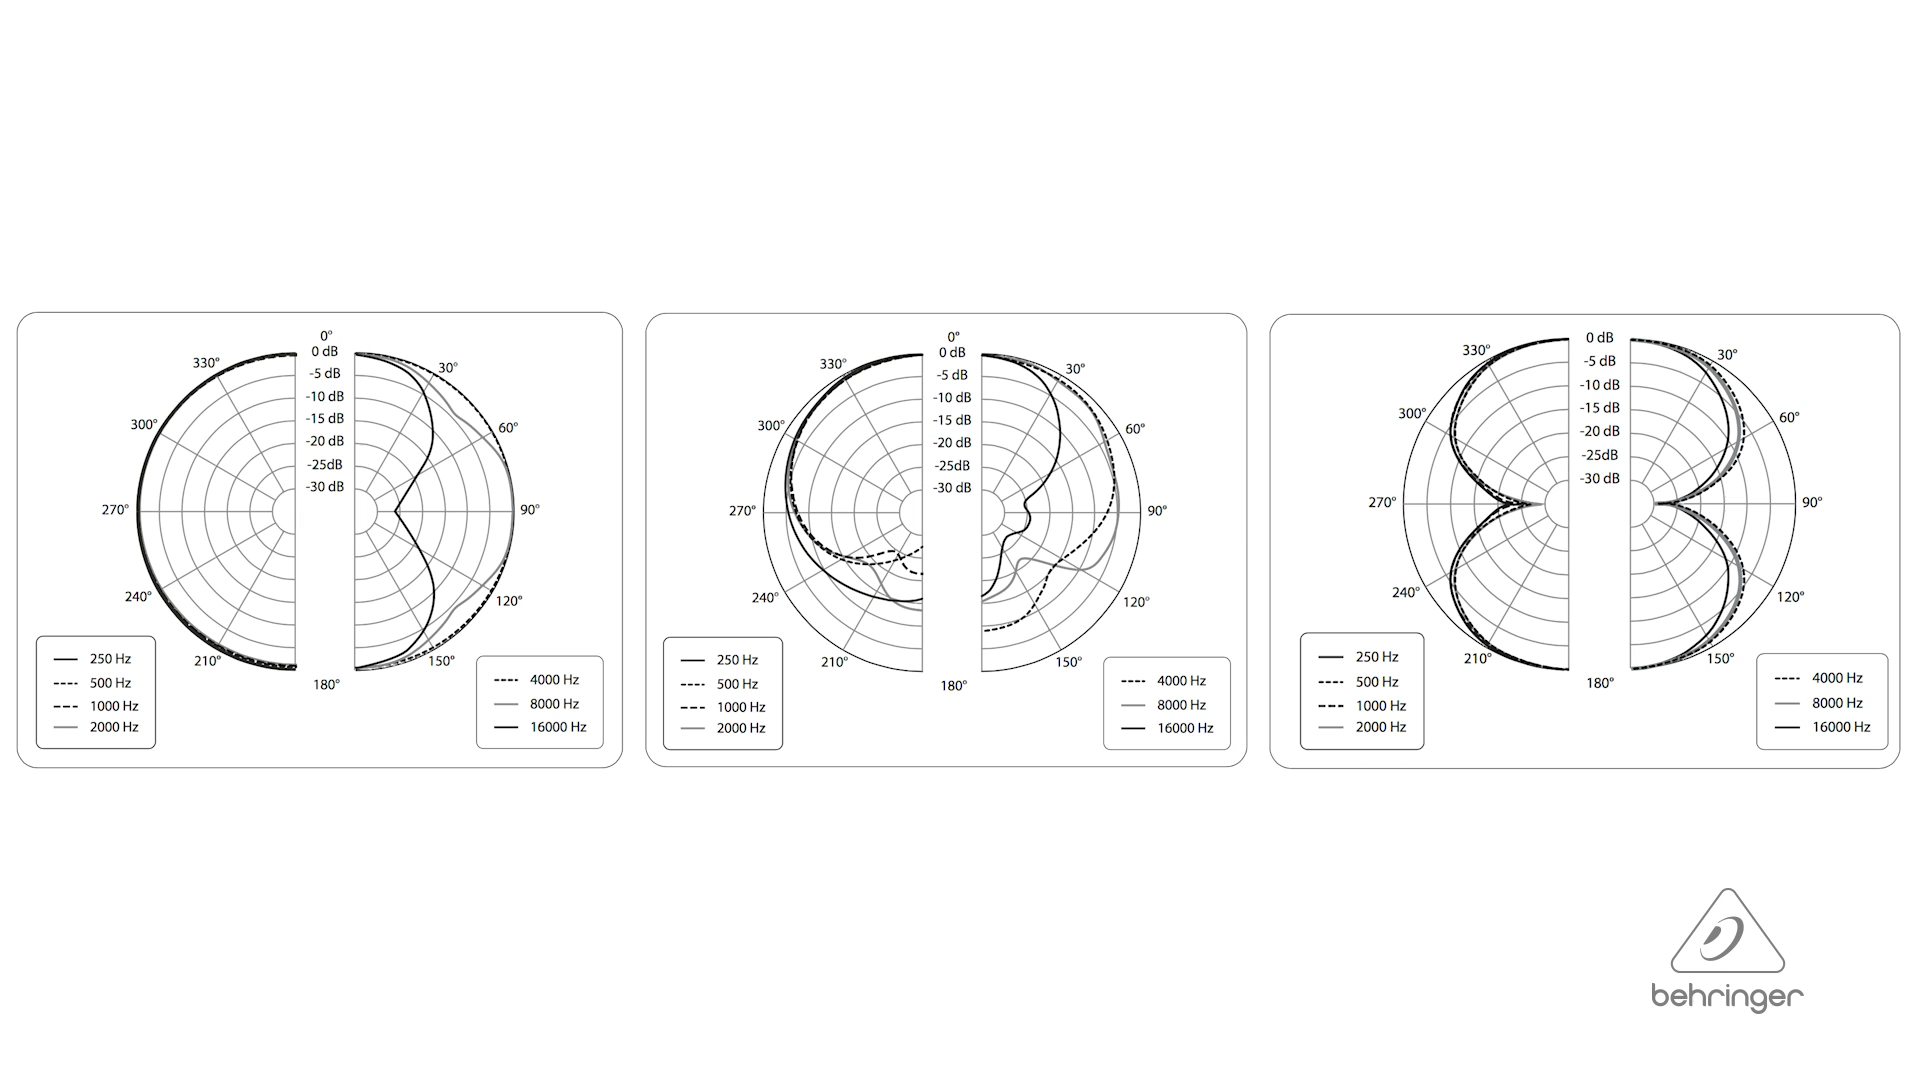 0°
0 dB
330°
30°
-5 dB
-10 dB
-15 dB
300°
60°
-20 dB
-25dB
-30 dB
270°
90°
240°
120°
210°
150°
180°
250 Hz
500 Hz
1000 Hz
2000 Hz
4000 Hz
8000 Hz
16000 Hz
0°
0 dB
330°
30°
-5 dB
-10 dB
-15 dB
300°
60°
-20 dB
-25dB
-30 dB
270°
90°
240°
120°
210°
150°
180°
250 Hz
500 Hz
1000 Hz
2000 Hz
4000 Hz
8000 Hz
16000 Hz
0 dB
330°
30°
-5 dB
-10 dB
-15 dB
300°
60°
-20 dB
-25dB
-30 dB
270°
90°
240°
120°
210°
150°
180°
250 Hz
500 Hz
1000 Hz
2000 Hz
4000 Hz
8000 Hz
16000 Hz
behringer